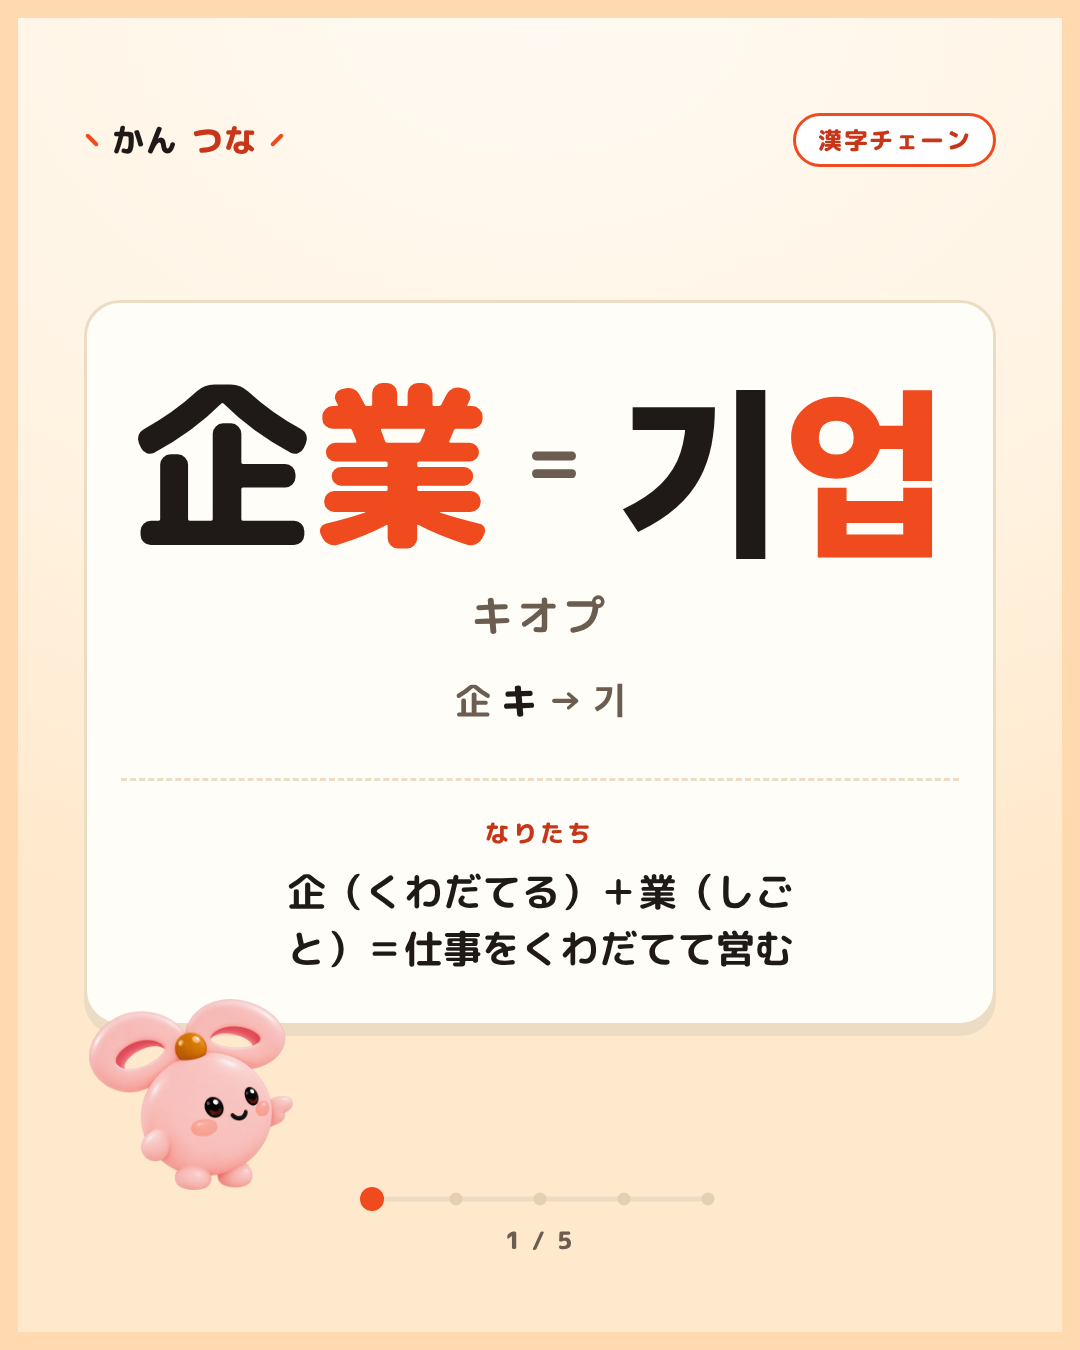 かん つな
漢字チェーン
企業 = 기업
キオプ
企 キ → 기
なりたち
企（くわだてる）＋業（しご
と）＝仕事をくわだてて営む
1 / 5